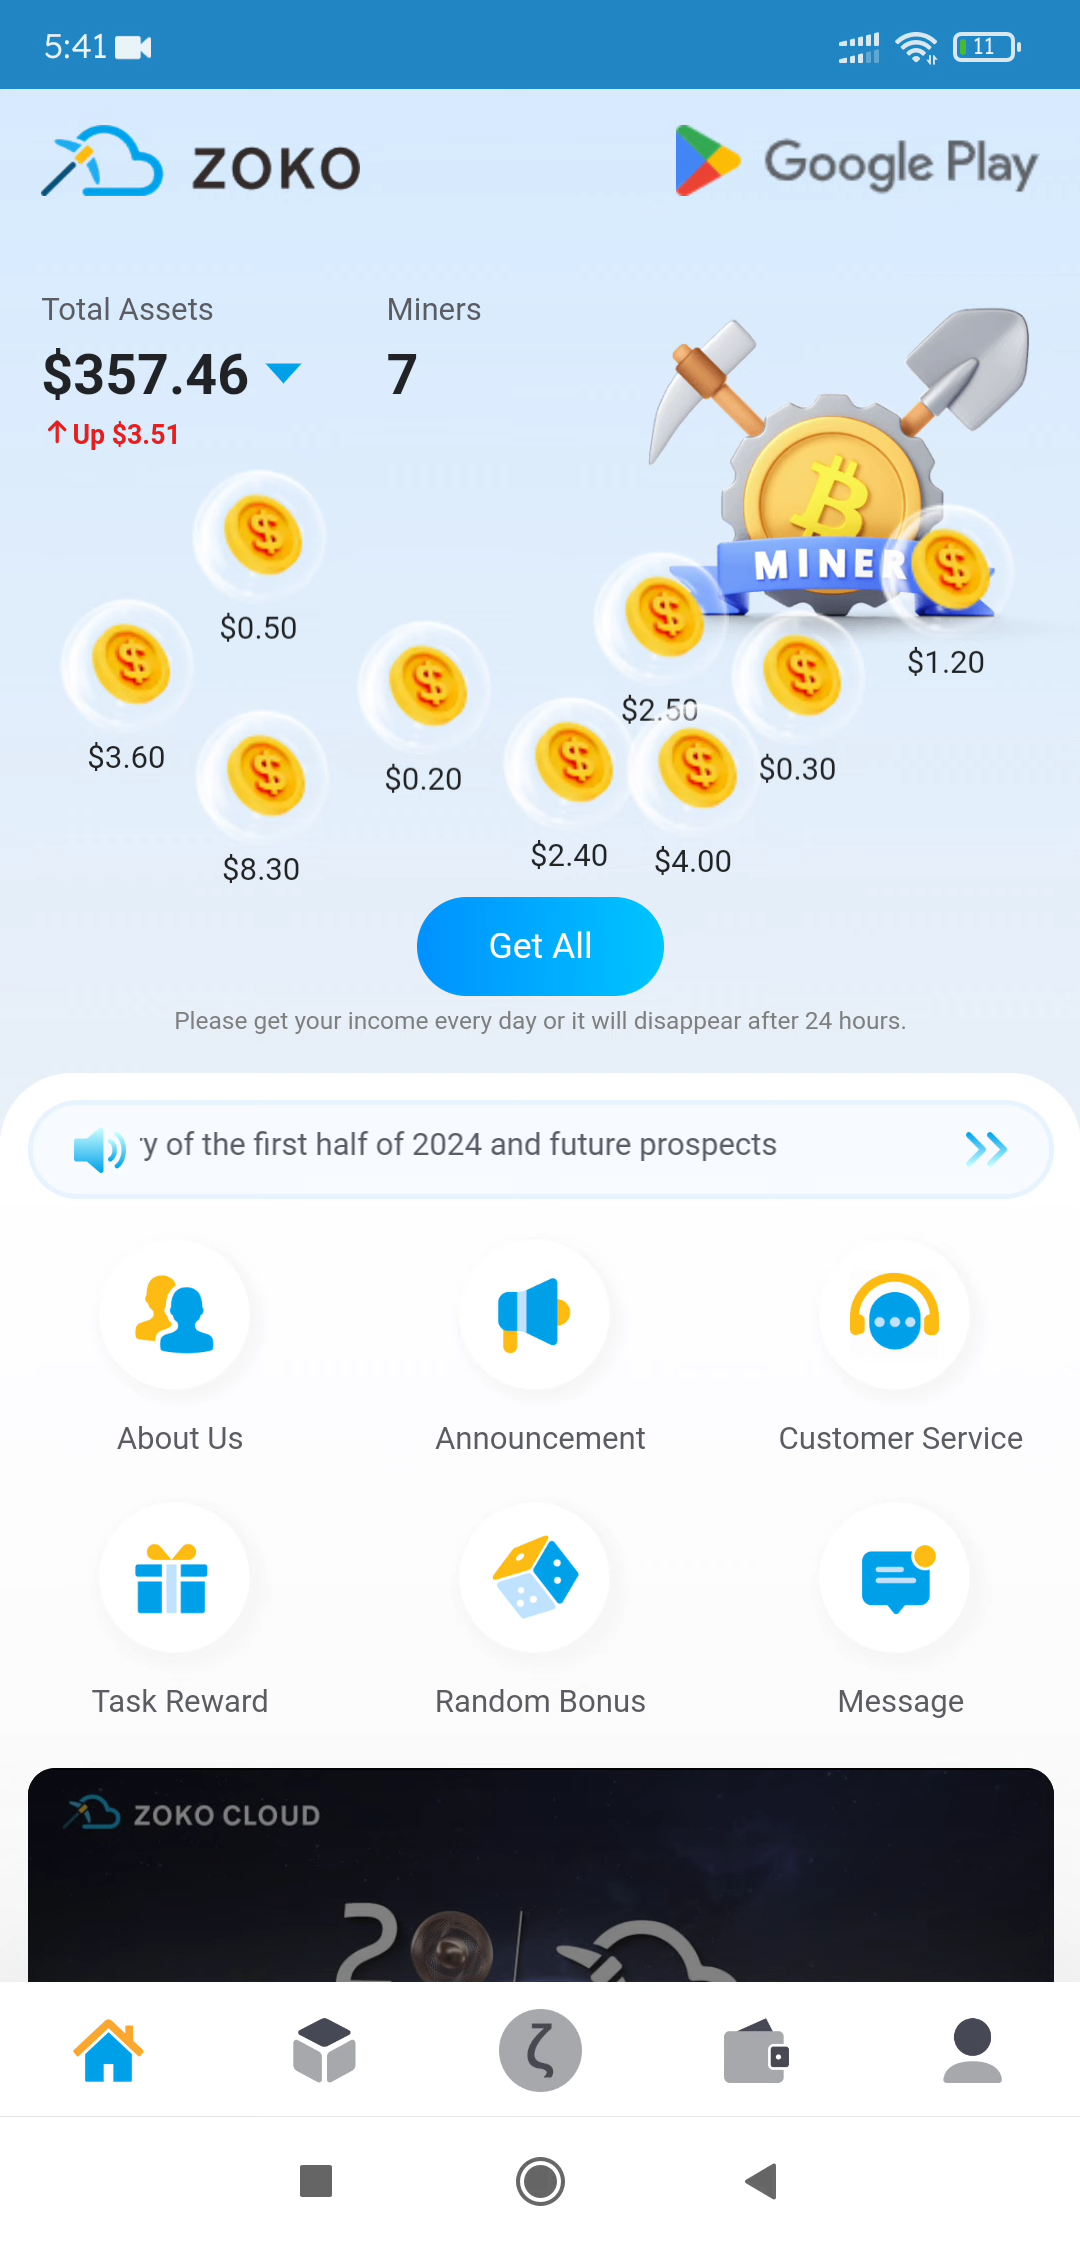 5:41
11
ZOKO
Google Play
Total Assets
Miners
$357.46
7
Up $3.51
MINER
$0.50
$1.20
$2.50
$3.60
$0.30
$0.20
$2.40
$4.00
$8.30
Get All
Please get your income every day or it will disappear after 24 hours.
y of the first half of 2024 and future prospects
About Us
Announcement
Customer Service
Task Reward
Random Bonus
Message
ZOKO CLOUD
ζ